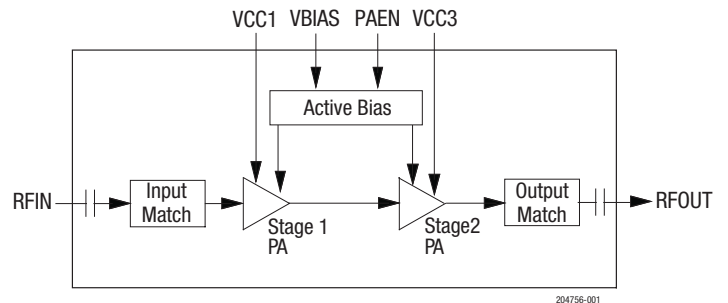 VCC1 VBIAS PAEN VCC3
Active Bias
RFIN
Input
Match
Stage 1
PA
Stage2
PA
Output
Match
RFOUT
204756-001